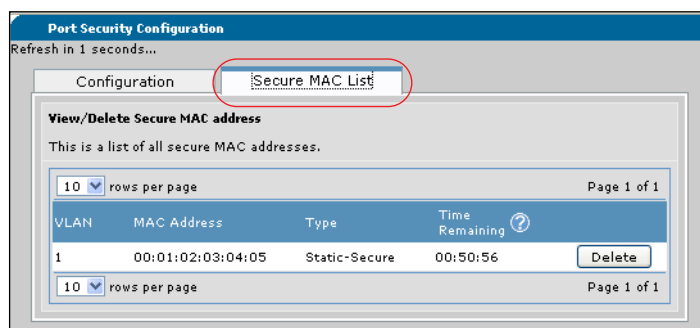 Port Security Configuration
Refresh in 1 seconds...
Configuration
Secure MAC List
View/Delete Secure MAC address
This is a list of all secure MAC addresses.
10 rows per page
Page 1 of 1
VLAN MAC Address Type Time Remaining ?
1 00:01:02:03:04:05 Static-Secure 00:50:56 Delete
10 rows per page
Page 1 of 1